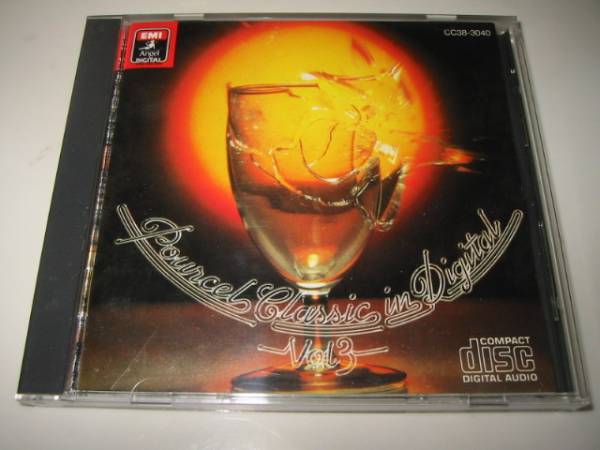 EMI
Angel
DIGITAL
CC38-3040
Pourcel Classic in Digital
Vol.3
COMPACT
disc
DIGITAL AUDIO